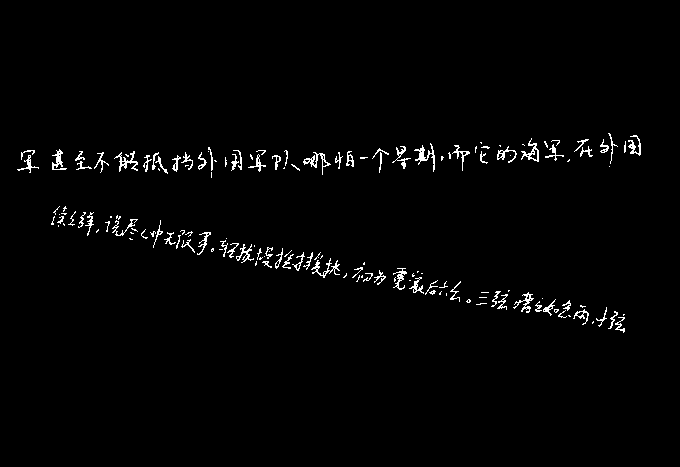 军甚至不能抵挡外国军队哪怕一个星期,而它的海军,在外国
续弹,说尽心中无限事。轻拢慢捻抹复挑,初为霓裳后六幺。三弦嘈嘈如急雨,小弦